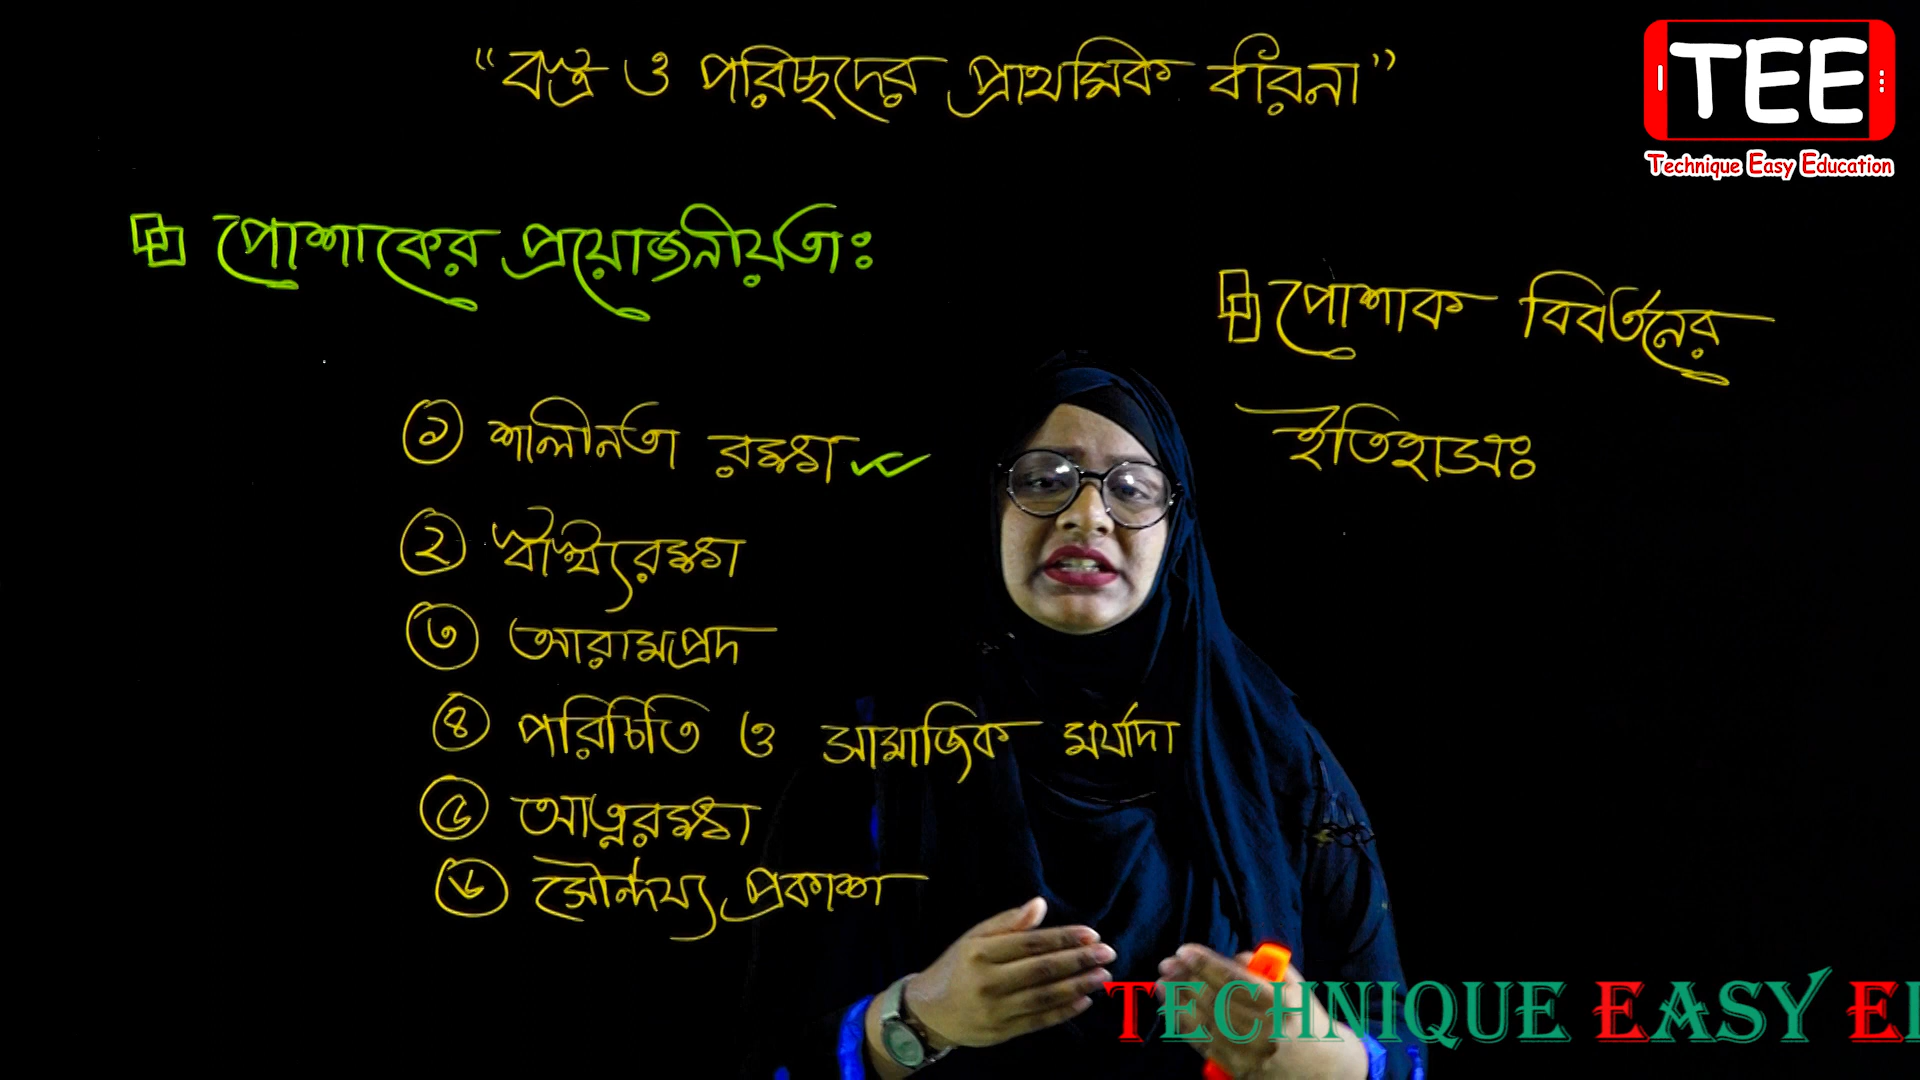 "বস্ত্র ও পরিচ্ছদের প্রাথমিক ধারনা"
TEE
Technique Easy Education
পোশাকের প্রয়োজনীয়তাঃ
১ শালীনতা রক্ষা
২ স্বাস্থ্যরক্ষা
৩ আরামপ্রদ
৪ পরিচিতি ও সামাজিক মর্যাদা
৫ আত্মরক্ষা
৬ সৌন্দর্য্য প্রকাশ
পোশাক বিবর্তনের
ইতিহাসঃ
TECHNIQUE EASY